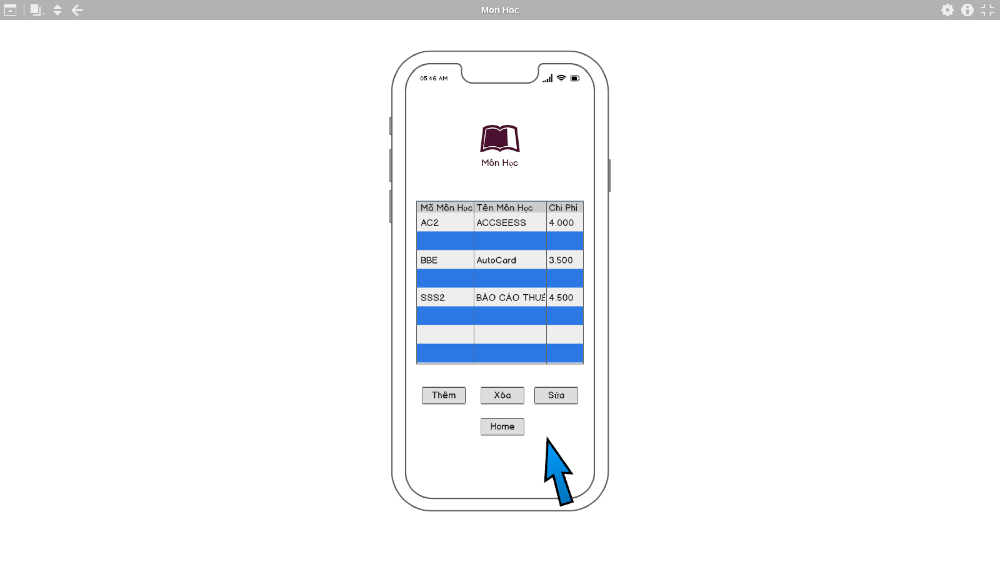 Mon Hoc
05:46 AM
Môn Học
Mã Môn Học Tên Môn Học Chi Phí
AC2 ACCSEESS 4.000
BBE AutoCard 3.500
SSS2 BÁO CÁO THUẾ 4.500
Thêm Xóa Sửa
Home